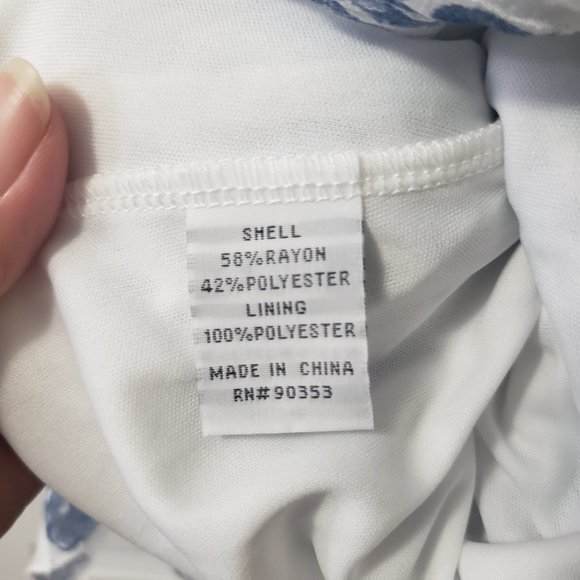 SHELL
58%RAYON
42%POLYESTER
LINING
100%POLYESTER
MADE IN CHINA
RN#90353